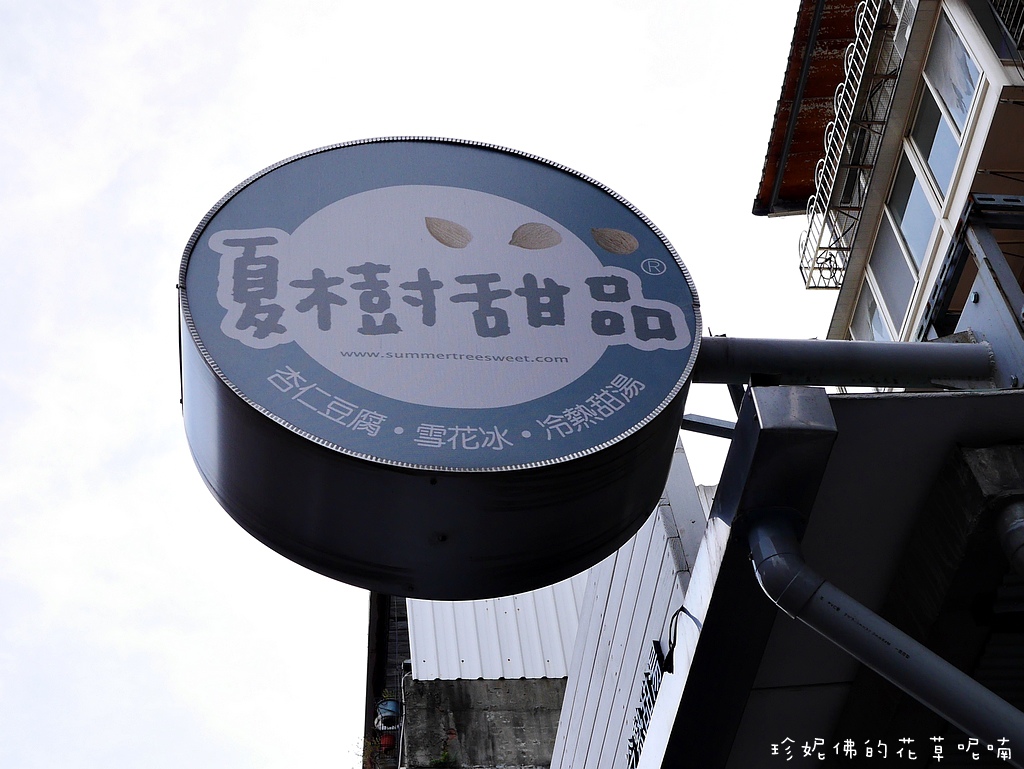 夏樹甜品®
www.summertreesweet.com
杏仁豆腐・雪花冰・冷熱甜湯
珍妮佛的花草呢喃